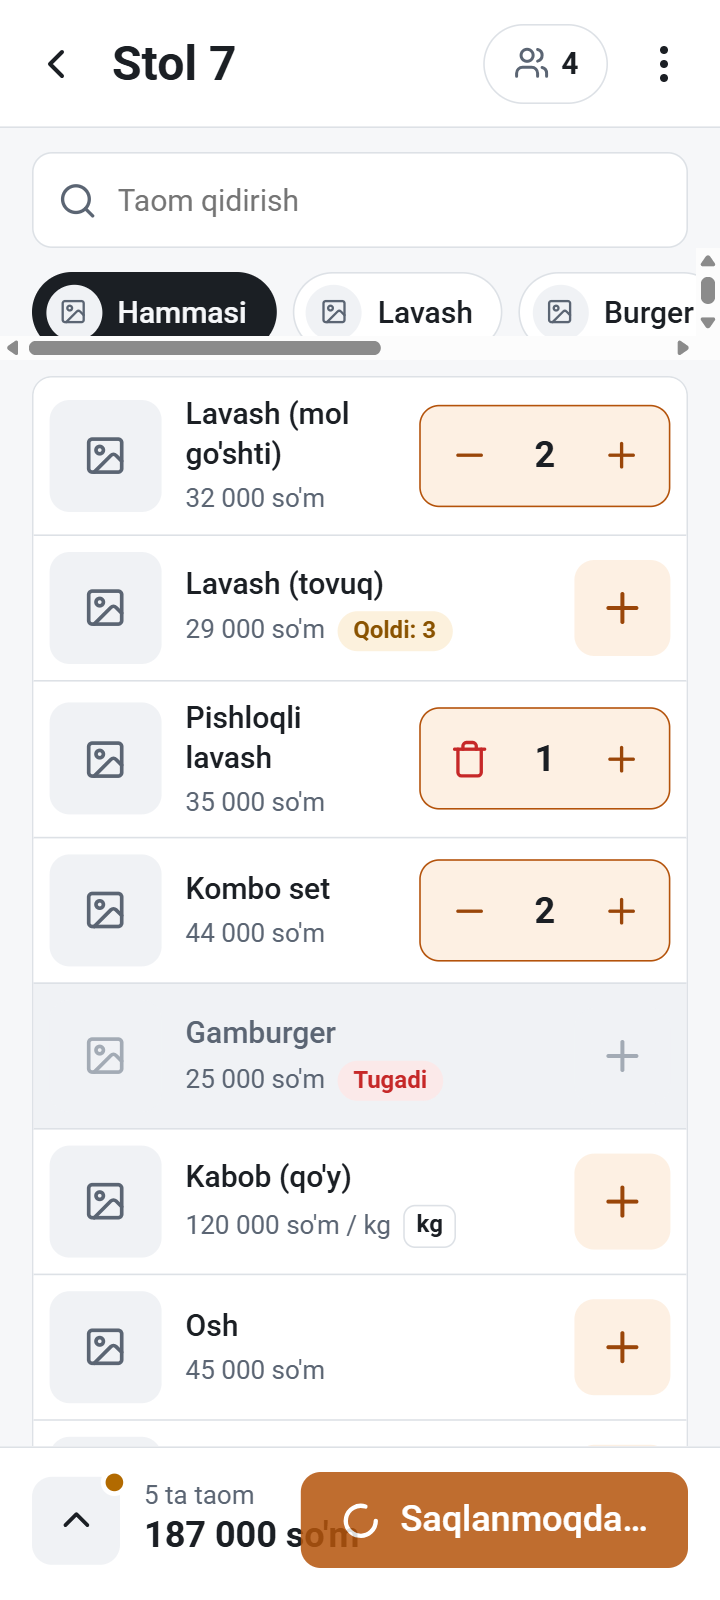 Stol 7
4
Taom qidirish
Hammasi
Lavash
Burger
Lavash (mol
go'shti)
32 000 so'm
2
Lavash (tovuq)
29 000 so'm
Qoldi: 3
Pishloqli
lavash
35 000 so'm
1
Kombo set
44 000 so'm
2
Gamburger
25 000 so'm
Tugadi
Kabob (qo'y)
120 000 so'm / kg
kg
Osh
45 000 so'm
5 ta taom
187 000 so'm
Saqlanmoqda...